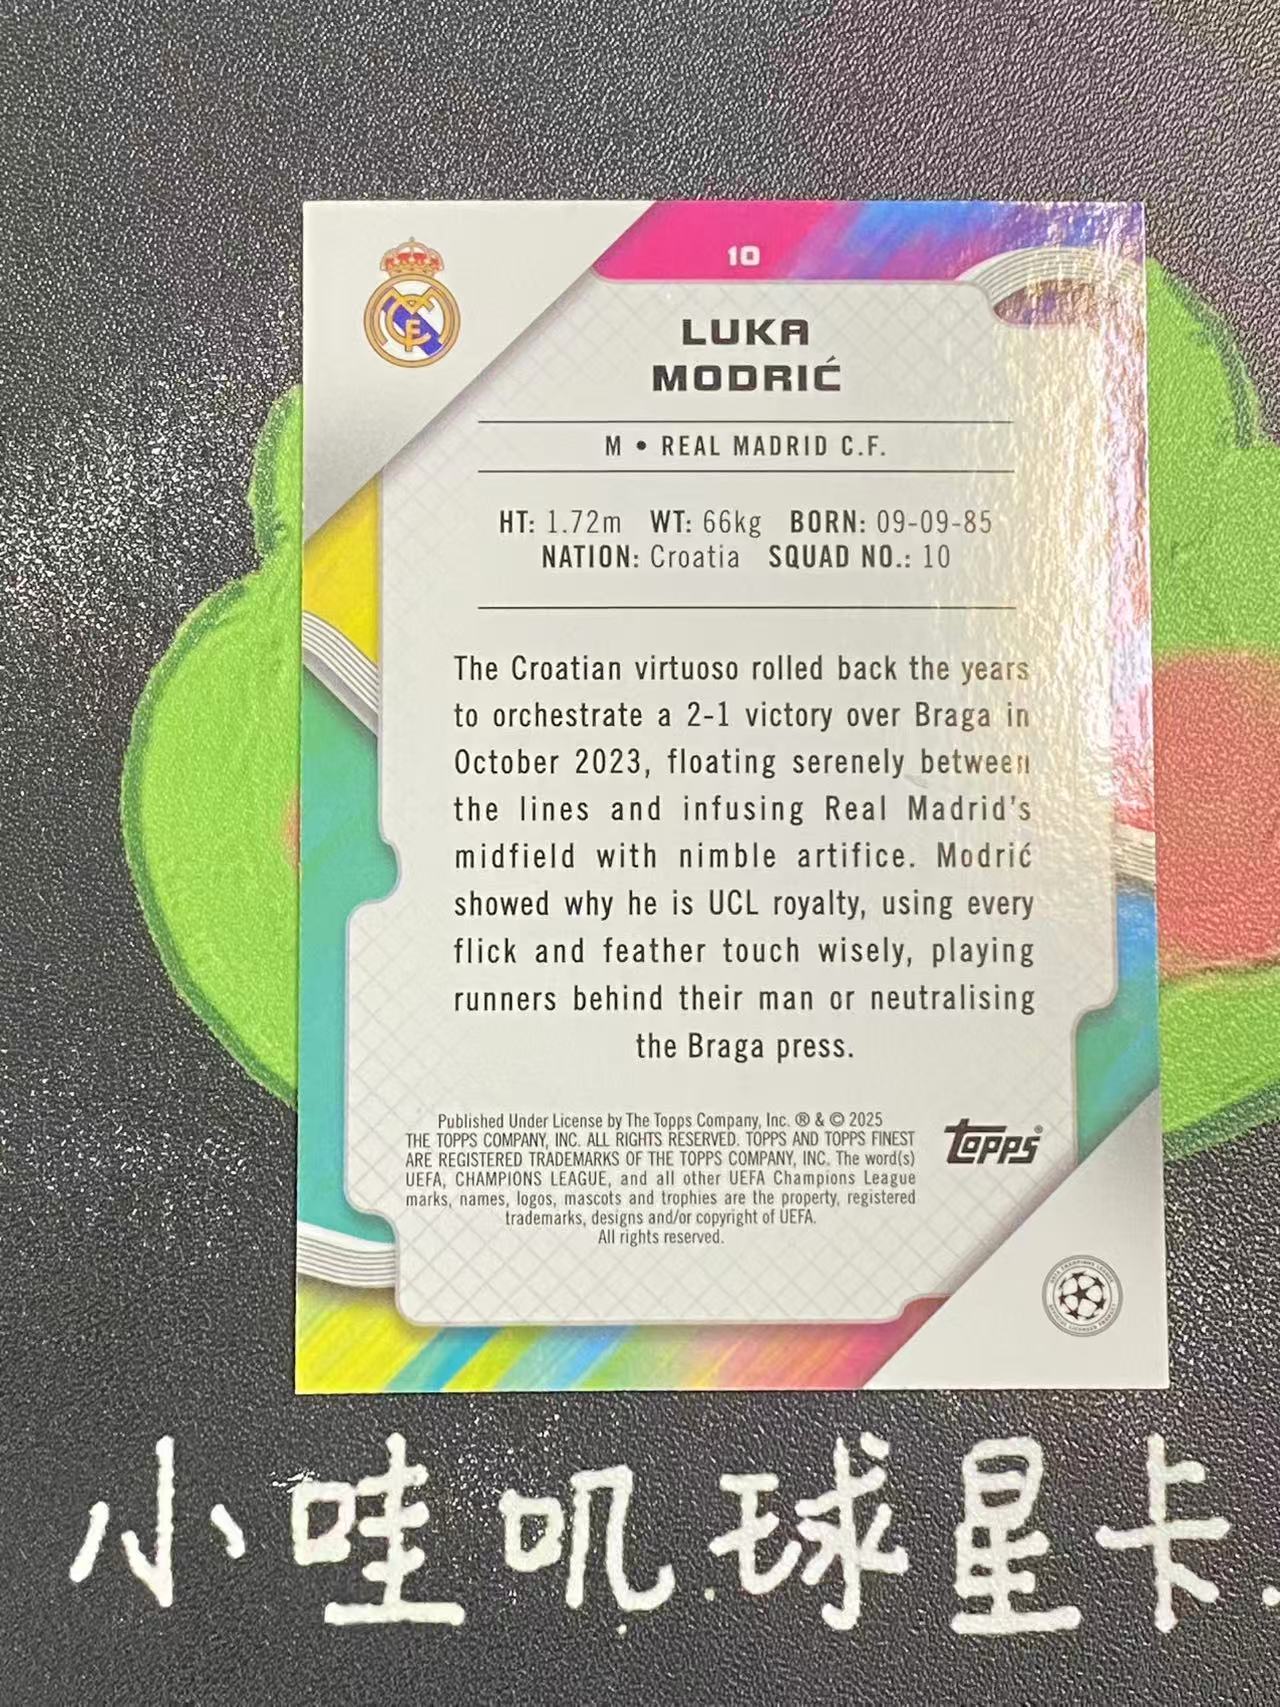 10
LUKA
MODRIĆ
M • REAL MADRID C.F.
HT: 1.72m WT: 66kg BORN: 09-09-85
NATION: Croatia SQUAD NO.: 10
The Croatian virtuoso rolled back the years
to orchestrate a 2-1 victory over Braga in
October 2023, floating serenely between
the lines and infusing Real Madrid's
midfield with nimble artifice. Modrić
showed why he is UCL royalty, using every
flick and feather touch wisely, playing
runners behind their man or neutralising
the Braga press.
Published Under License by The Topps Company, Inc. ® & © 2025
THE TOPPS COMPANY, INC. ALL RIGHTS RESERVED. TOPPS AND TOPPS FINEST
ARE REGISTERED TRADEMARKS OF THE TOPPS COMPANY, INC. The word(s)
UEFA, CHAMPIONS LEAGUE, and all other UEFA Champions League
marks, names, logos, mascots and trophies are the property, registered
trademarks, designs and/or copyright of UEFA.
All rights reserved.
Topps®
小哇叽球星卡